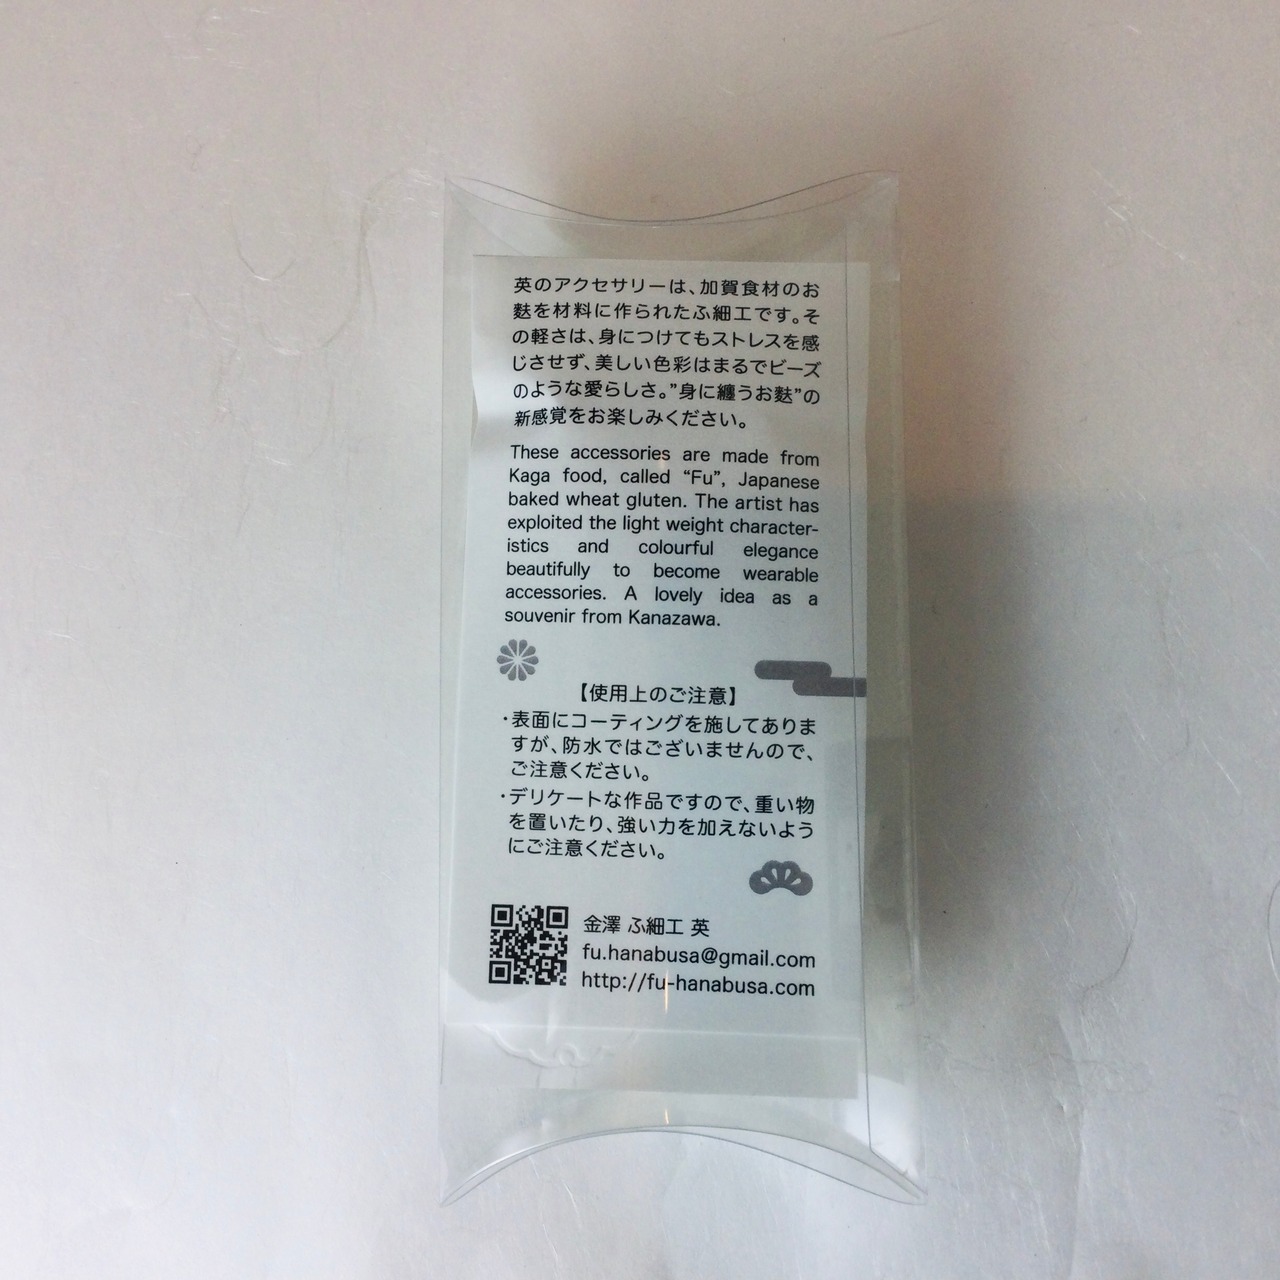 英のアクセサリーは、加賀食材のお
麩を材料に作られたふ細工です。そ
の軽さは、身につけてもストレスを感
じさせず、美しい色彩はまるでビーズ
のような愛らしさ。”身に纏うお麩”の
新感覚をお楽しみください。
These accessories are made from
Kaga food, called “Fu”, Japanese
baked wheat gluten. The artist has
exploited the light weight character-
istics and colourful elegance
beautifully to become wearable
accessories. A lovely idea as a
souvenir from Kanazawa.
【使用上のご注意】
・表面にコーティングを施してありま
すが、防水ではございませんので、
ご注意ください。
・デリケートな作品ですので、重い物
を置いたり、強い力を加えないよう
にご注意ください。
金澤 ふ細工 英
fu.hanabusa@gmail.com
http://fu-hanabusa.com